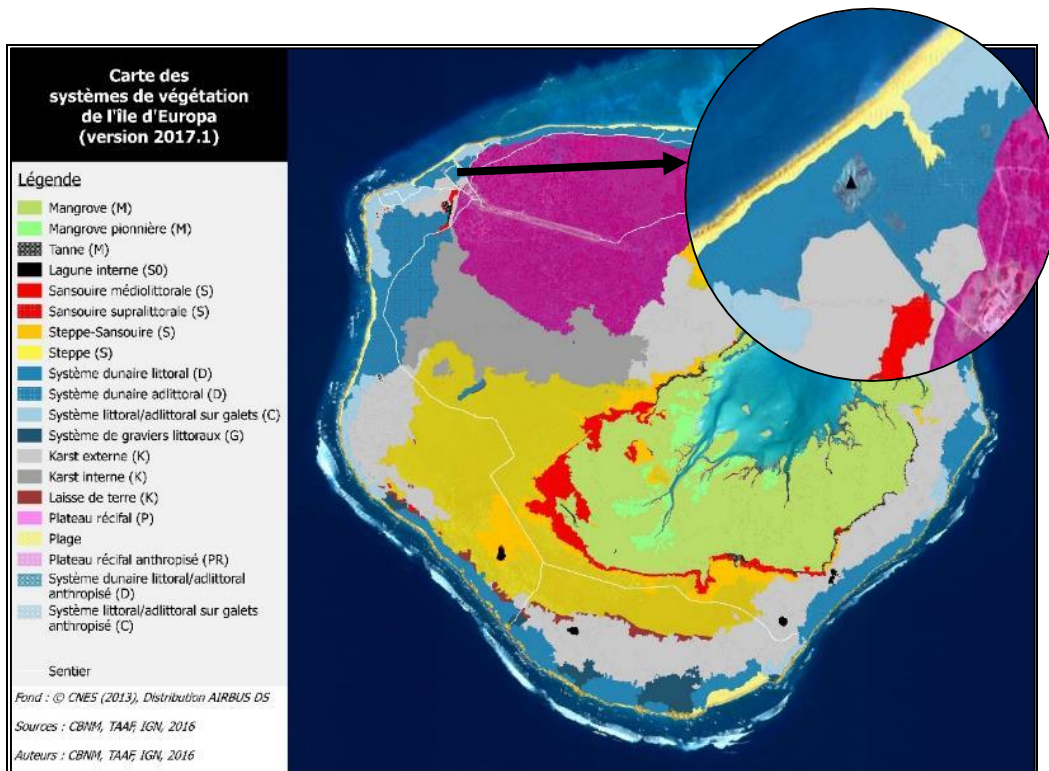 Carte des
systèmes de végétation
de l'île d'Europa
(version 2017.1)
Légende
Mangrove (M)
Mangrove pionnière (M)
Tanne (M)
Lagune interne (S0)
Sansouire médiolittorale (S)
Sansouire supralittorale (S)
Steppe-Sansouire (S)
Steppe (S)
Système dunaire littoral (D)
Système dunaire adlittoral (D)
Système littoral/adlittoral sur galets (C)
Système de graviers littoraux (G)
Karst externe (K)
Karst interne (K)
Laisse de terre (K)
Plateau récifal (P)
Plage
Plateau récifal anthropisé (PR)
Système dunaire littoral/adlittoral
anthropisé (D)
Système littoral/adlittoral sur galets
anthropisé (C)
Sentier
Fond : © CNES (2013), Distribution AIRBUS DS
Sources : CBNM, TAAF, IGN, 2016
Auteurs : CBNM, TAAF, IGN, 2016